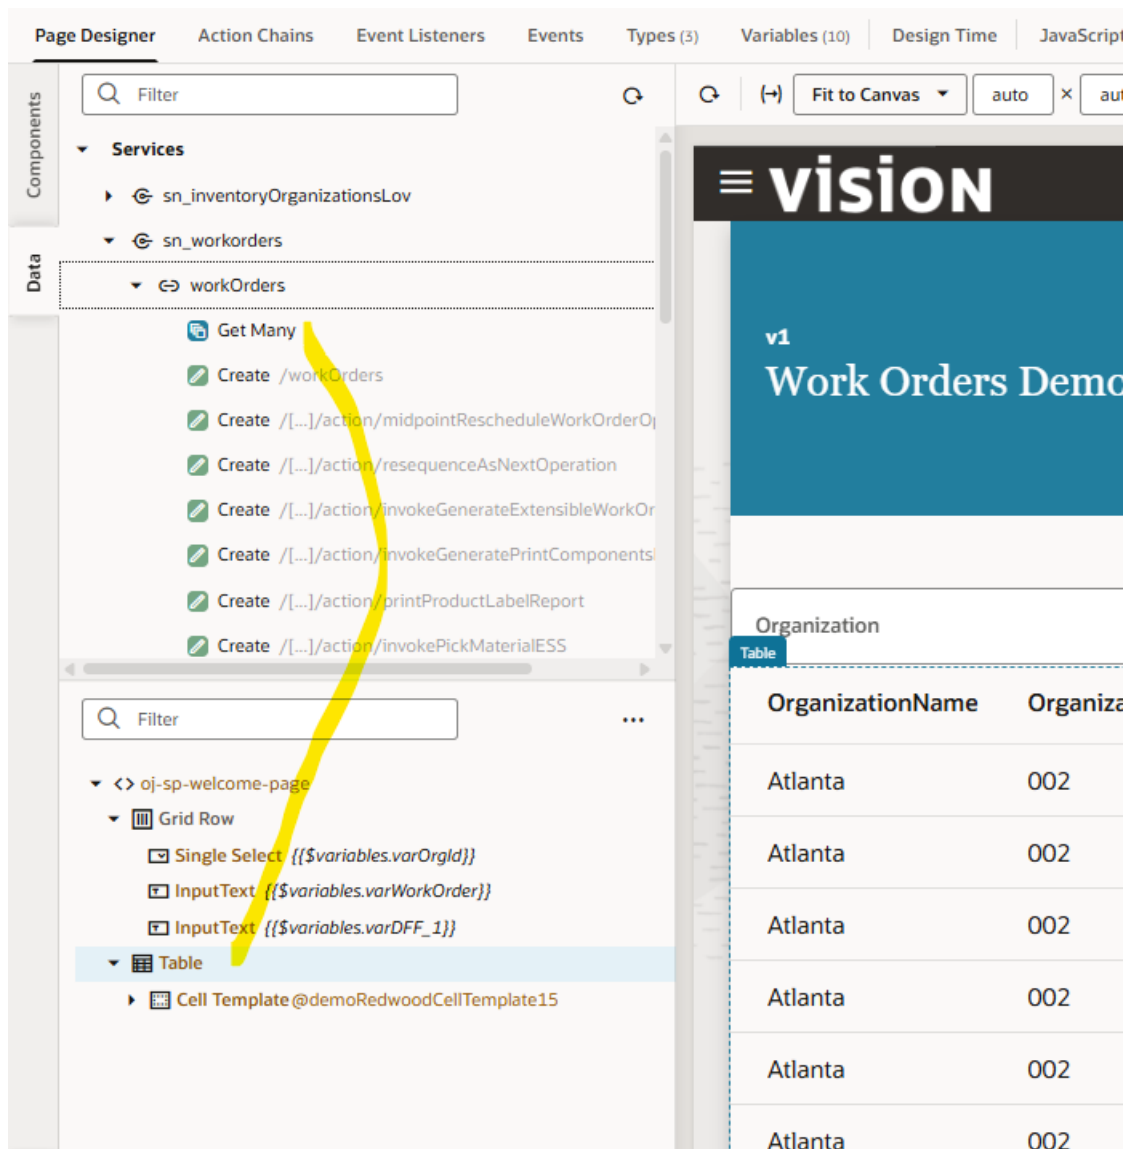 Page Designer
Action Chains
Event Listeners
Events
Types (3)
Variables (10)
Design Time
JavaScript
Components
Data
Filter
Fit to Canvas
auto
×
aut
Services
sn_inventoryOrganizationsLov
sn_workorders
workOrders
Get Many
Create /workOrders
Create /[...]/action/midpointRescheduleWorkOrderOp
Create /[...]/action/resequenceAsNextOperation
Create /[...]/action/invokeGenerateExtensibleWorkOr
Create /[...]/action/invokeGeneratePrintComponents
Create /[...]/action/printProductLabelReport
Create /[...]/action/invokePickMaterialESS
Filter
oj-sp-welcome-page
Grid Row
Single Select {{$variables.varOrgId}}
InputText {{$variables.varWorkOrder}}
InputText {{$variables.varDFF_1}}
Table
Cell Template @demoRedwoodCellTemplate15
VISION
v1
Work Orders Demo
Organization
Table
OrganizationName Organiza
Atlanta 002
Atlanta 002
Atlanta 002
Atlanta 002
Atlanta 002
Atlanta 002